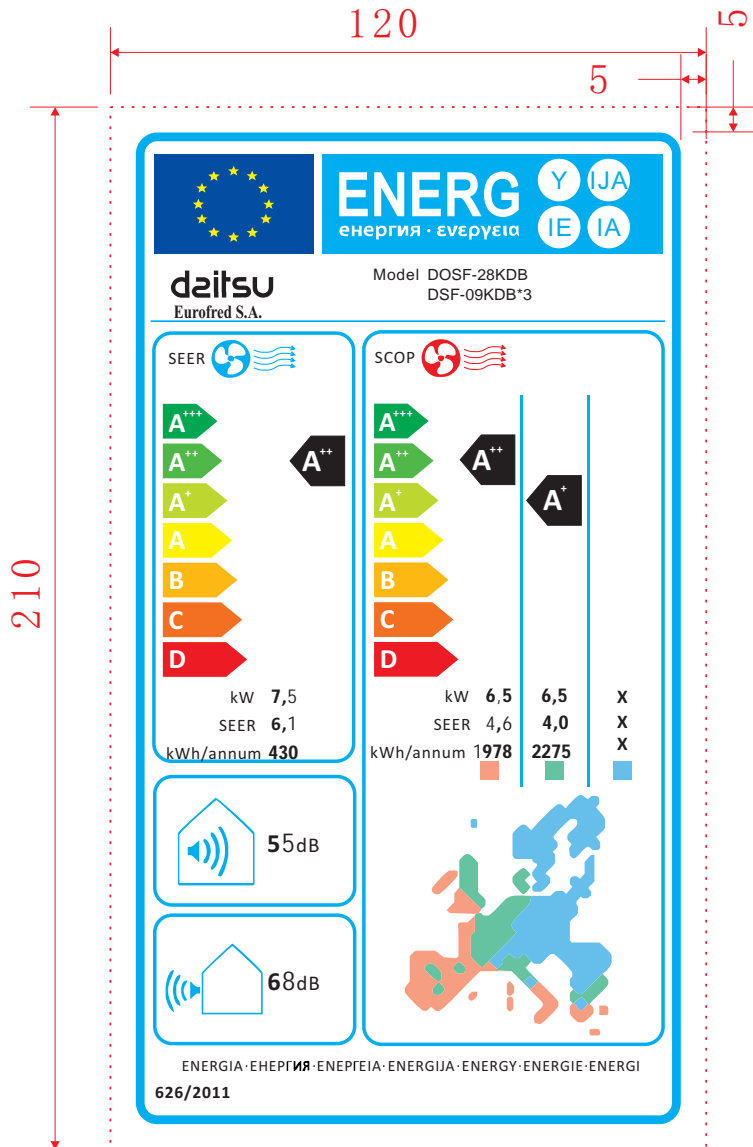 120
5
5
210
ENERG
енергия · ενεργεια
Y IJA
IE IA
daitsu
Eurofred S.A.
Model DOSF-28KDB
DSF-09KDB*3
SEER
A+++
A++
A+
A
B
C
D
A++
kW 7,5
SEER 6,1
kWh/annum 430
SCOP
A+++
A++
A+
A
B
C
D
A++
A+
kW 6,5 6,5 X
SEER 4,6 4,0 X
kWh/annum 1978 2275 X
55dB
68dB
ENERGIA·ЕНЕРГИЯ·ΕΝΕΡΓΕΙΑ·ENERGIJA·ENERGY·ENERGIE·ENERGI
626/2011